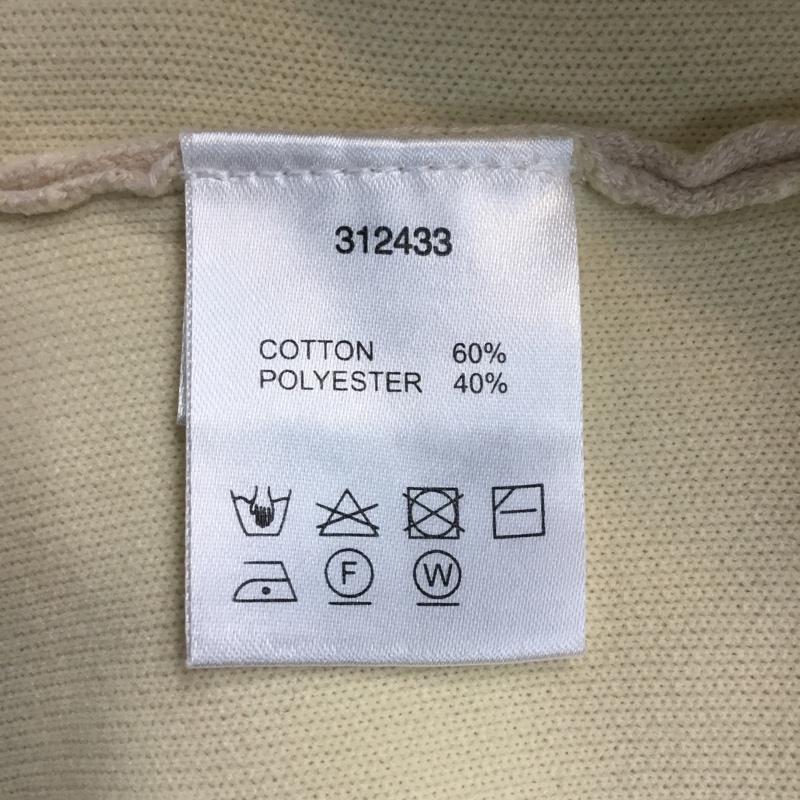 312433
COTTON 60%
POLYESTER 40%
F W